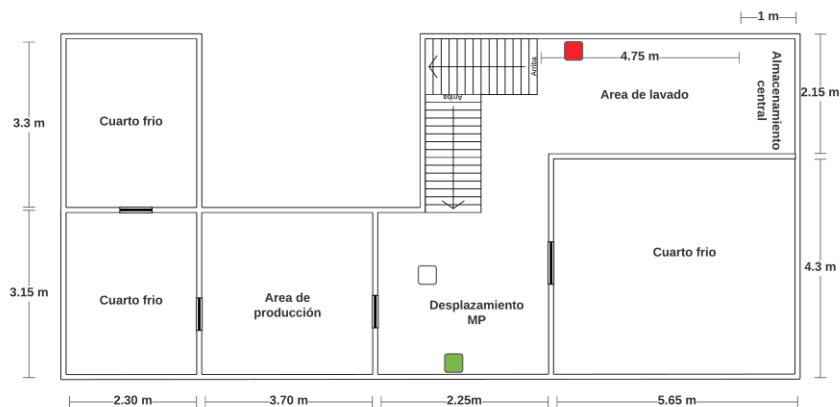 1 m
4.75 m
Arriba
Area de lavado
Almacenamiento
central
2.15 m
Arriba
3.3 m
Cuarto frio
Cuarto frio
4.3 m
3.15 m
Cuarto frio
Area de
producción
Desplazamiento
MP
2.30 m
3.70 m
2.25m
5.65 m